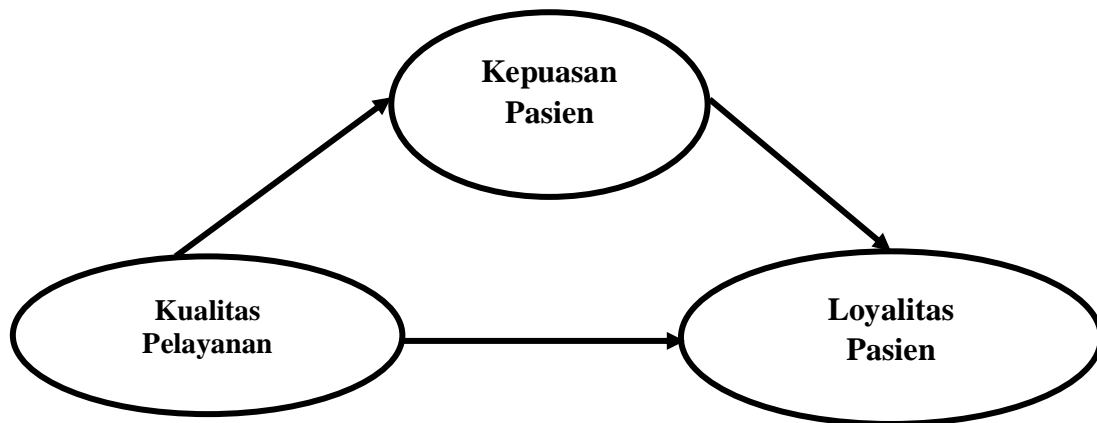 Kepuasan
Pasien
Kualitas
Pelayanan
Loyalitas
Pasien